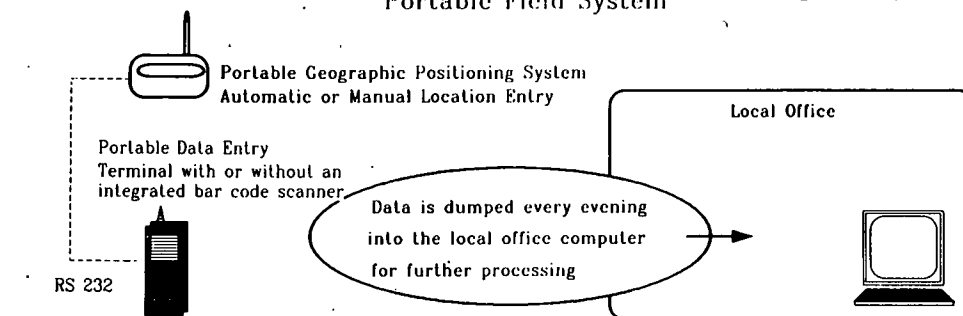 Portable Field System
Portable Geographic Positioning System
Automatic or Manual Location Entry
Local Office
Portable Data Entry
Terminal with or without an
integrated bar code scanner
Data is dumped every evening
into the local office computer
for further processing
RS 232